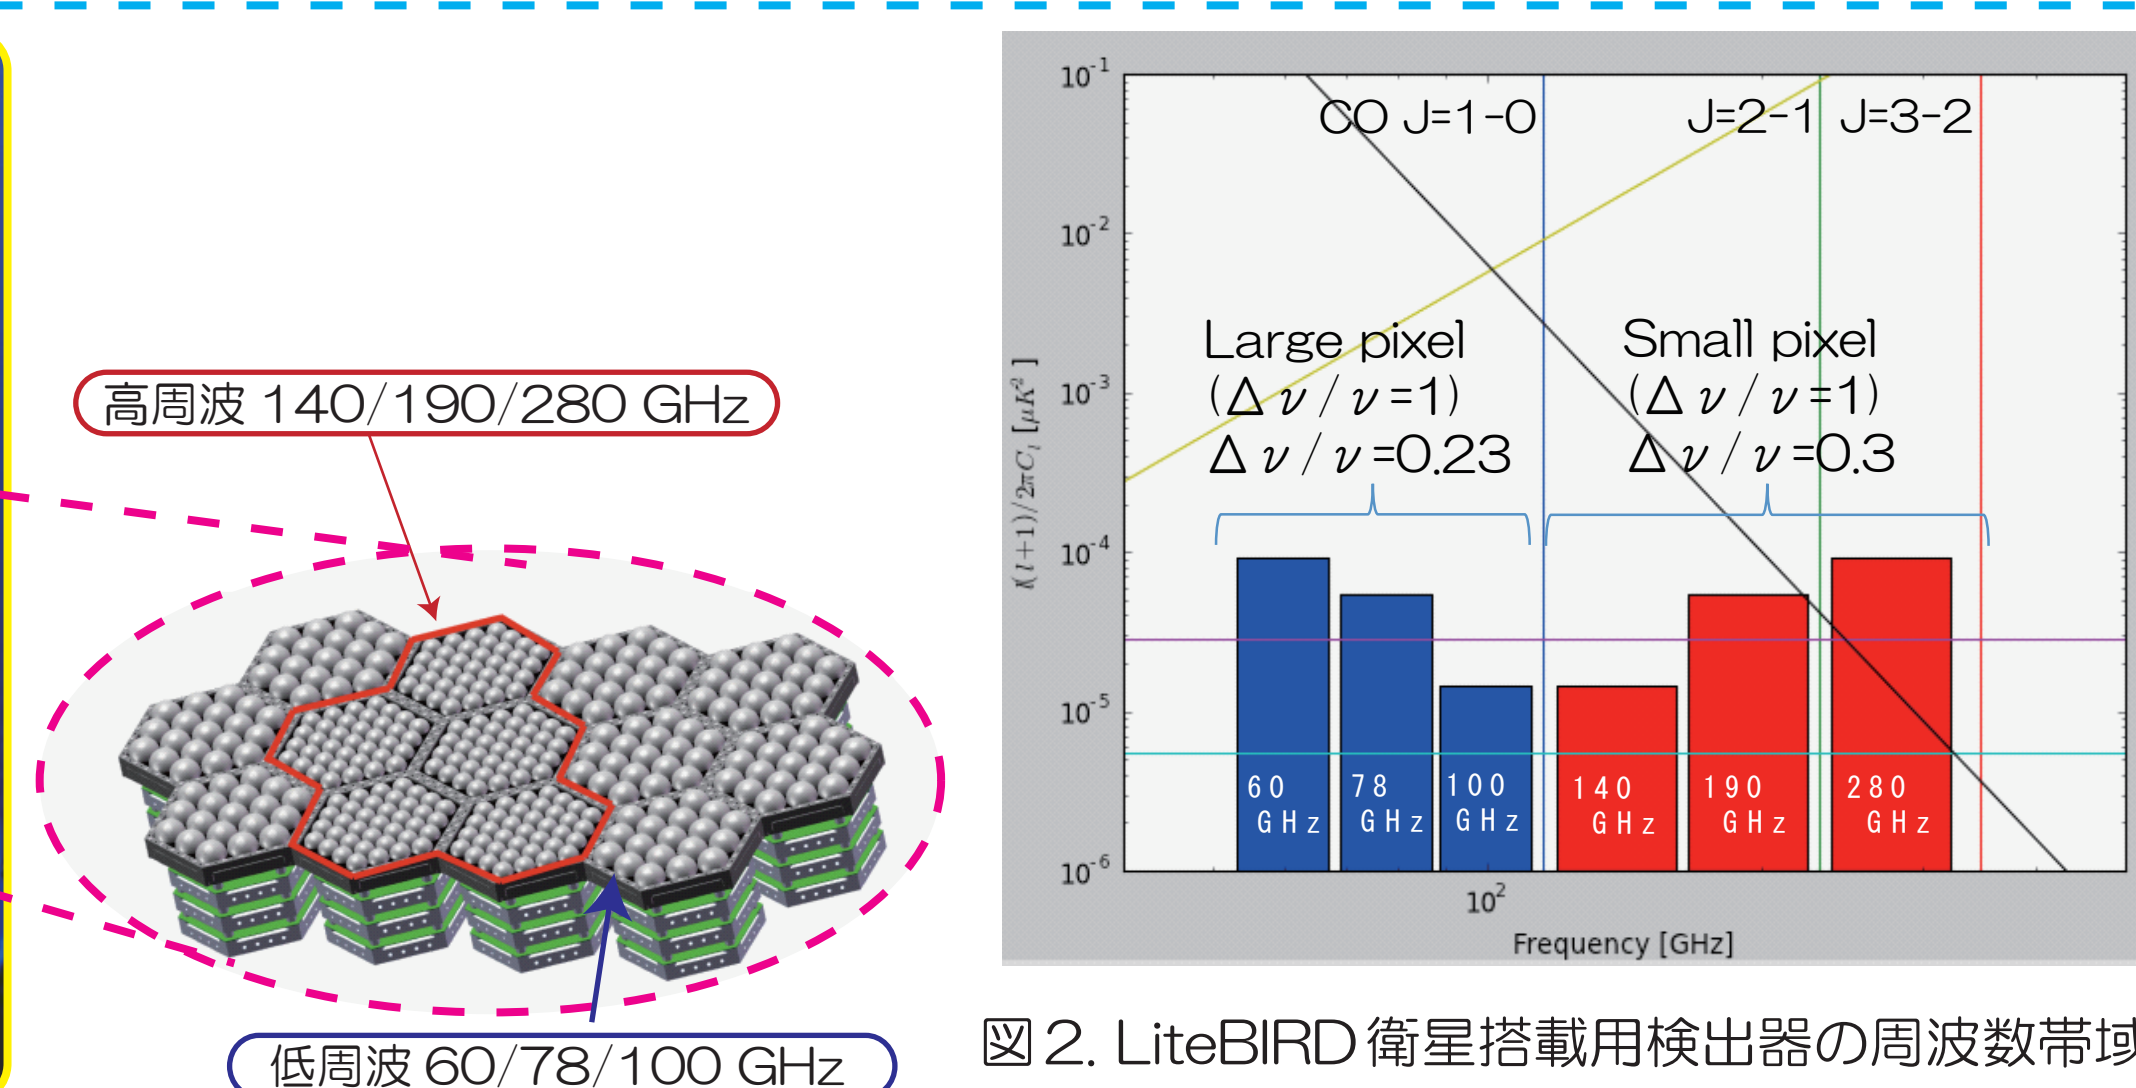 高周波 140/190/280 GHz
低周波 60/78/100 GHz
10-1
10-2
10-3
10-4
10-5
10-6
l(l+1)/2πCl [μK2]
CO J=1-0
J=2-1
J=3-2
Large pixel
(Δν/ν=1)
Δν/ν=0.23
Small pixel
(Δν/ν=1)
Δν/ν=0.3
60
GHz
78
GHz
100
GHz
140
GHz
190
GHz
280
GHz
102
Frequency [GHz]
図2. LiteBIRD衛星搭載用検出器の周波数帯域